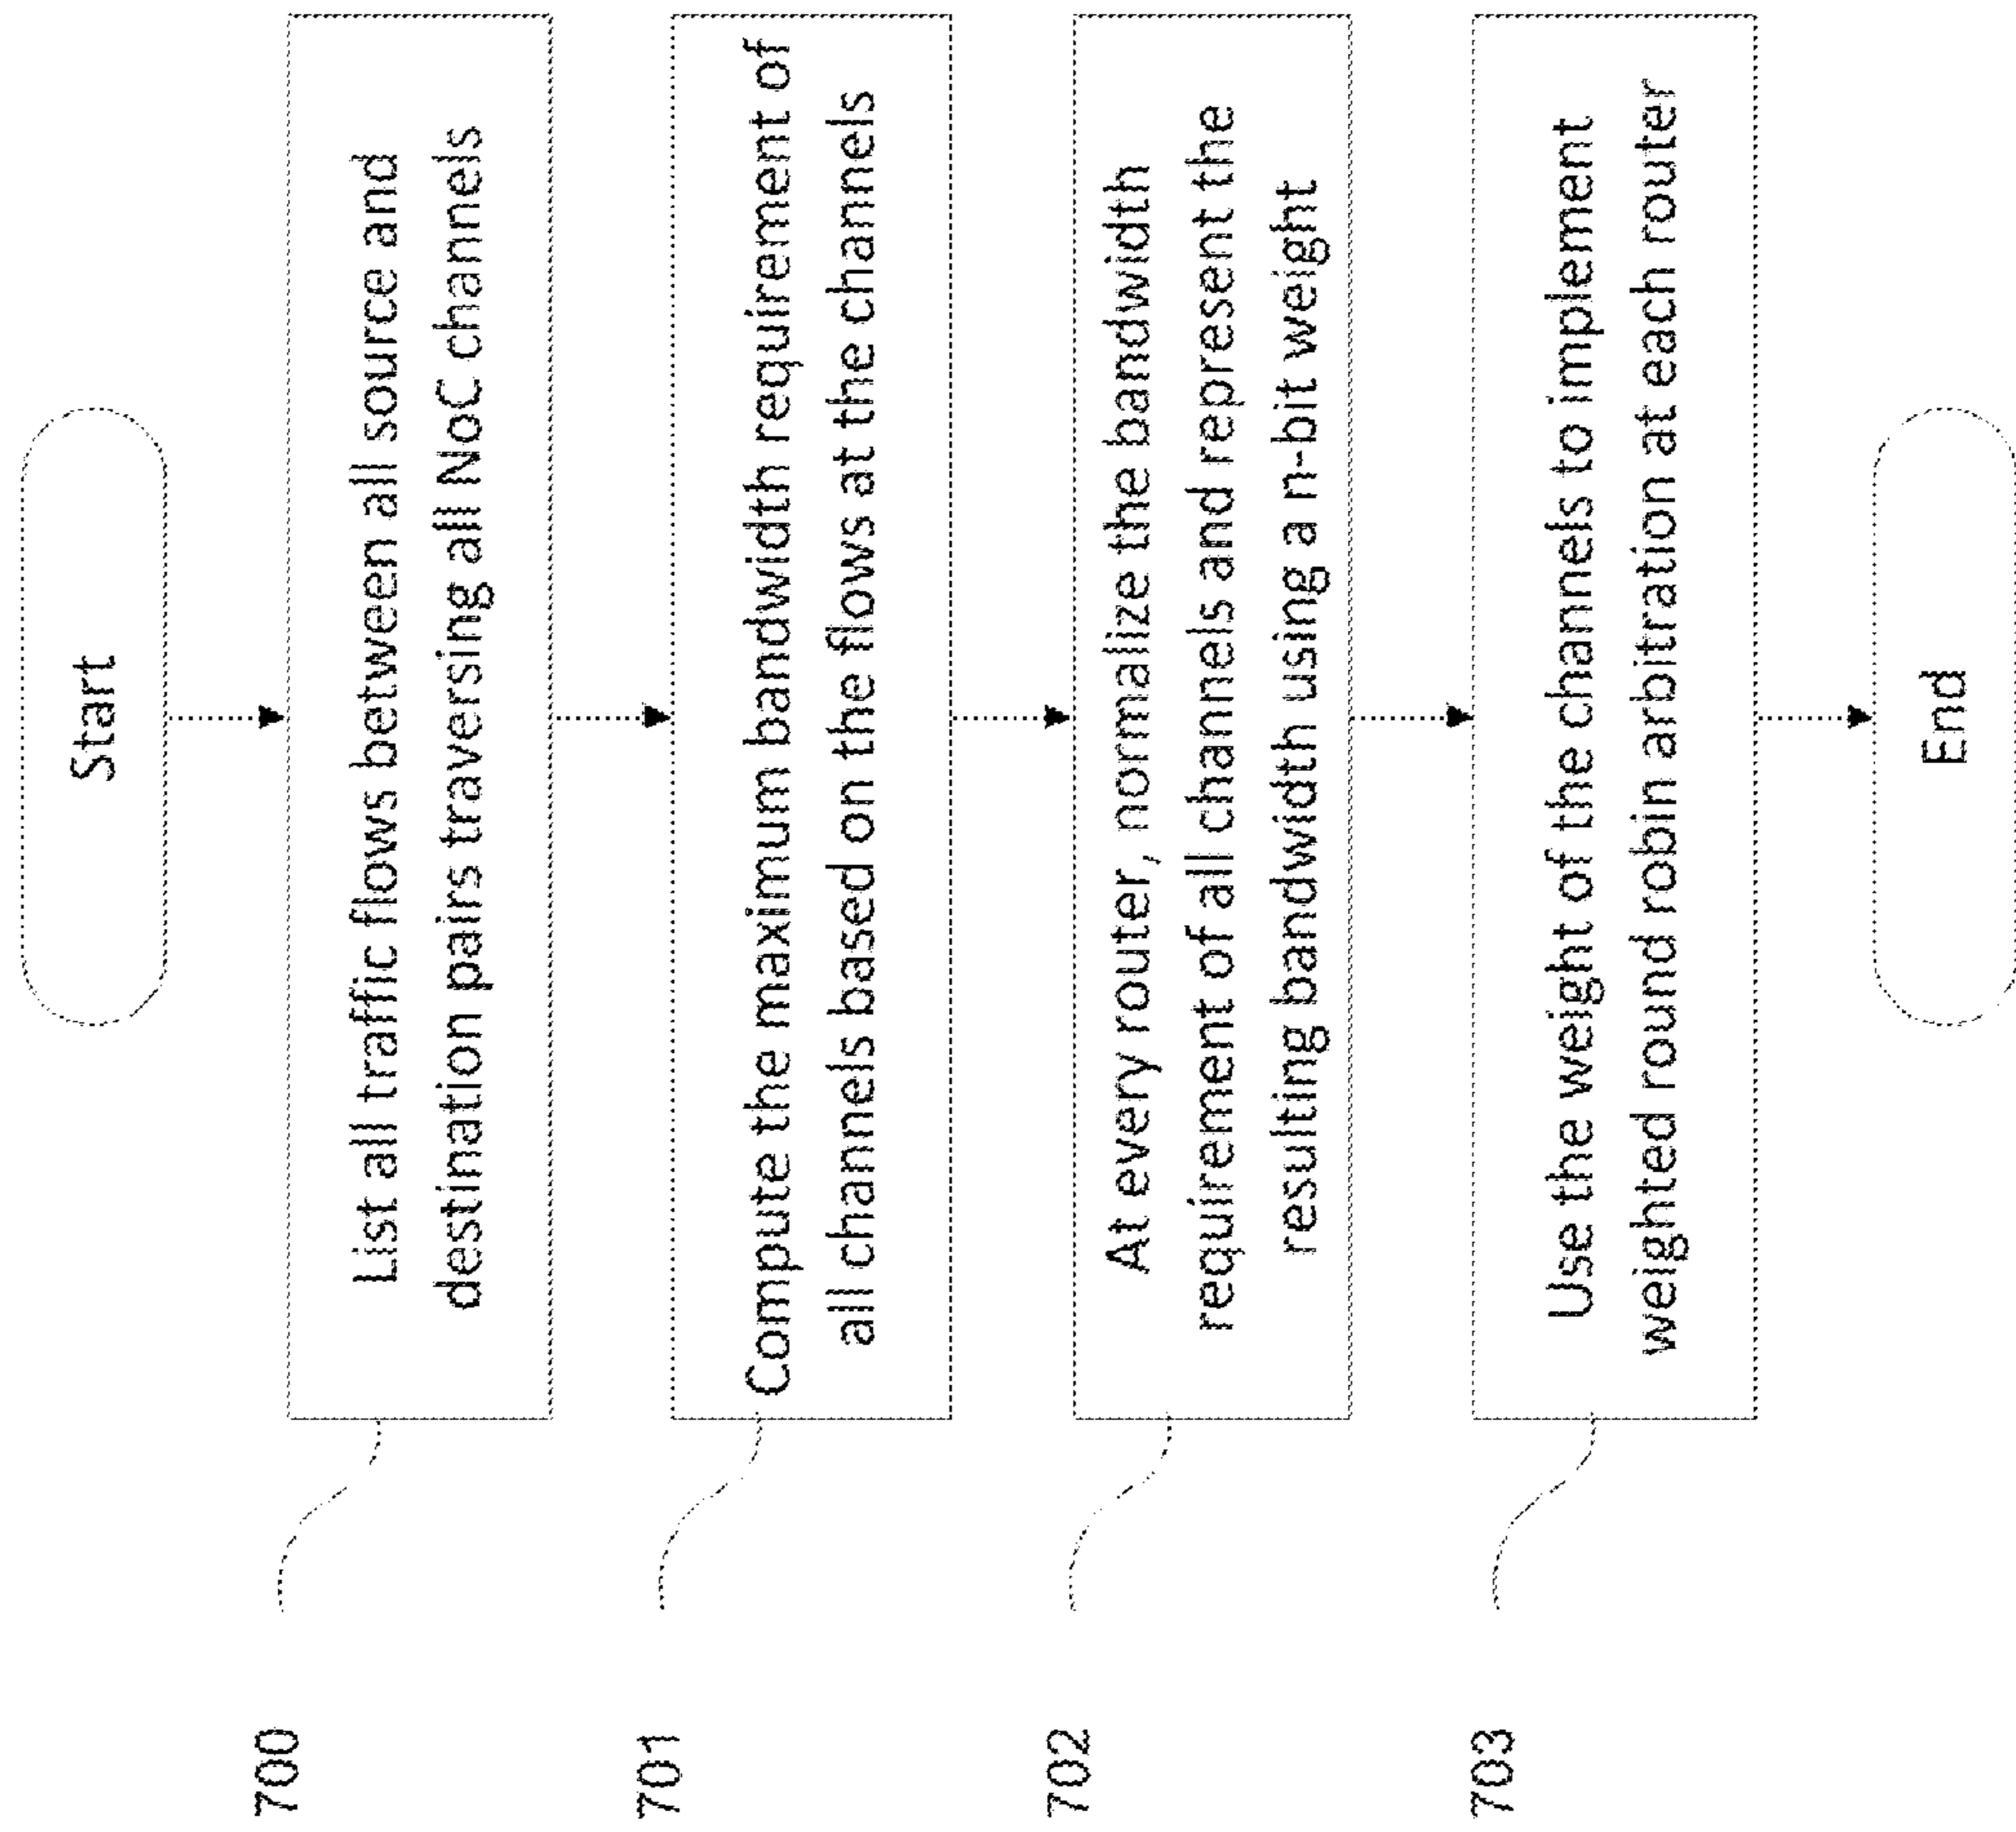 Start
700
List all traffic flows between all source and
destination pairs traversing all NoC channels
701
Compute the maximum bandwidth requirement of
all channels based on the flows at the channels
702
At every router, normalize the bandwidth
requirement of all channels and represent the
resulting bandwidth using a n-bit weight
703
Use the weight of the channels to implement
weighted round robin arbitration at each router
End